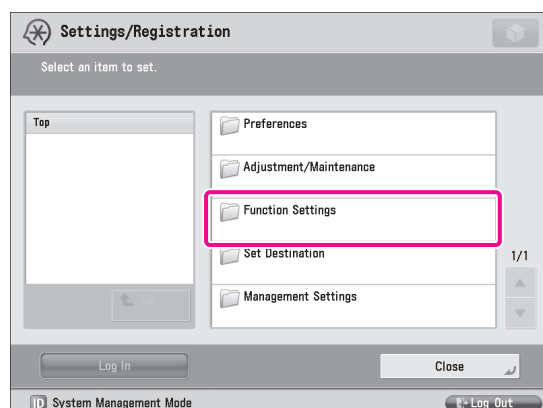 Settings/Registration
Select an item to set.
Top
Preferences
Adjustment/Maintenance
Function Settings
Set Destination
1/1
Up
Management Settings
Log In
Close
ID System Management Mode
Log Out